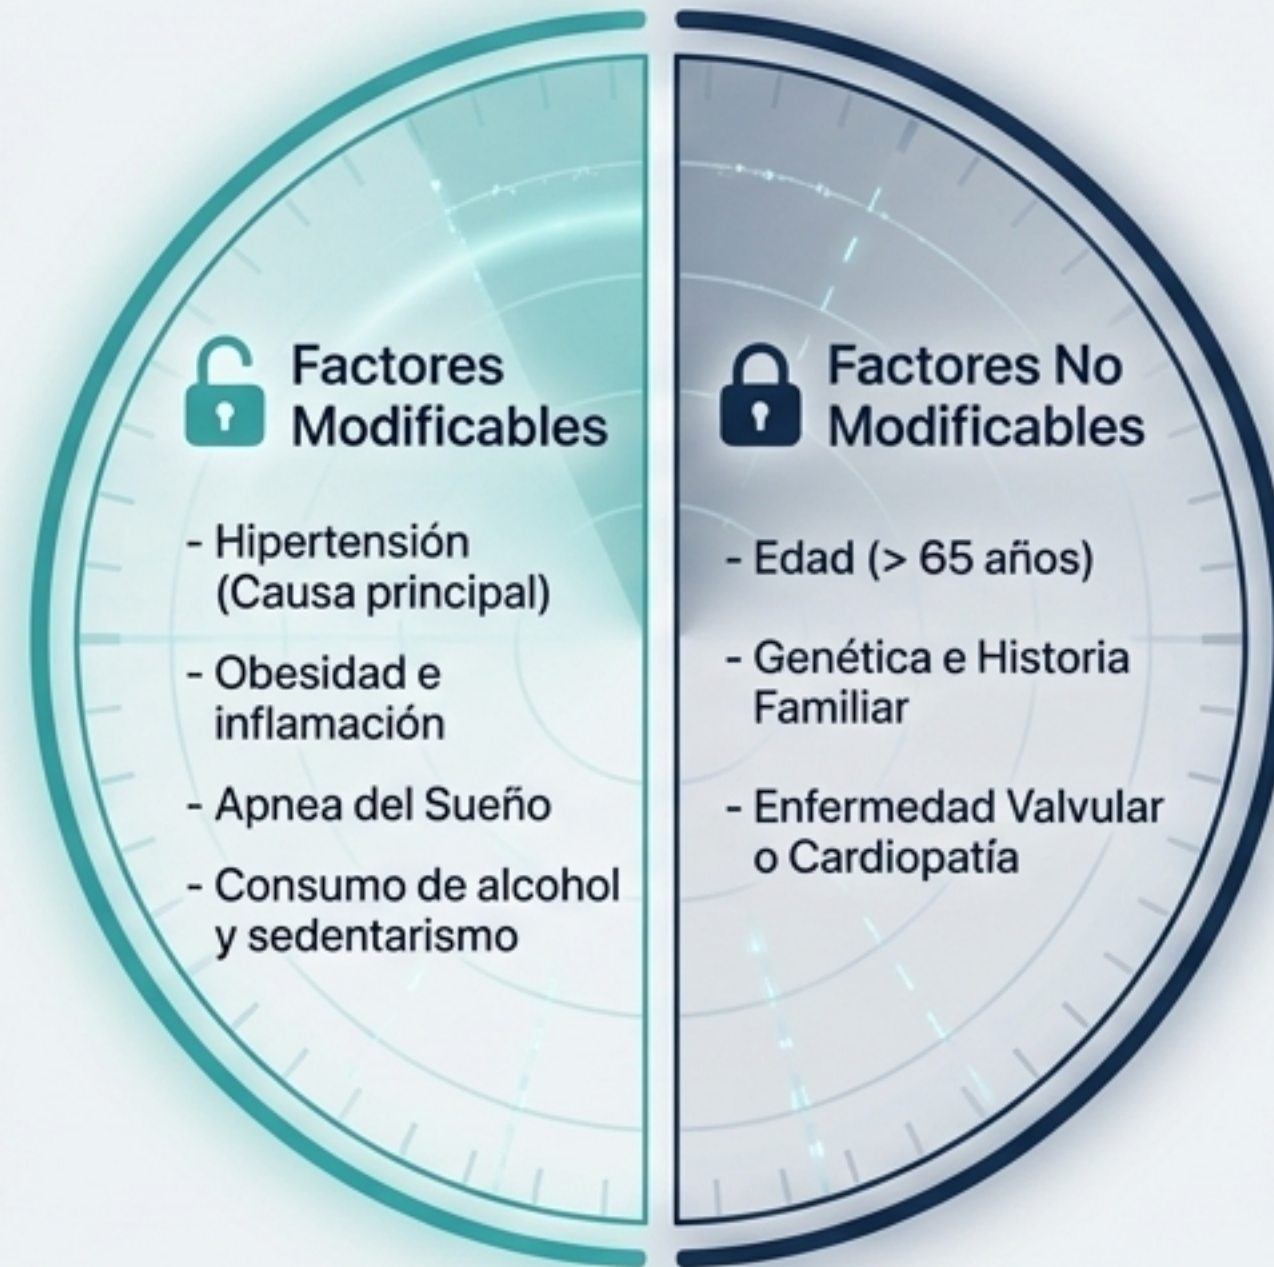 Factores
Modificables
- Hipertensión
(Causa principal)
- Obesidad e
inflamación
- Apnea del Sueño
- Consumo de alcohol
y sedentarismo
Factores No
Modificables
- Edad (> 65 años)
- Genética e Historia
Familiar
- Enfermedad Valvular
o Cardiopatía